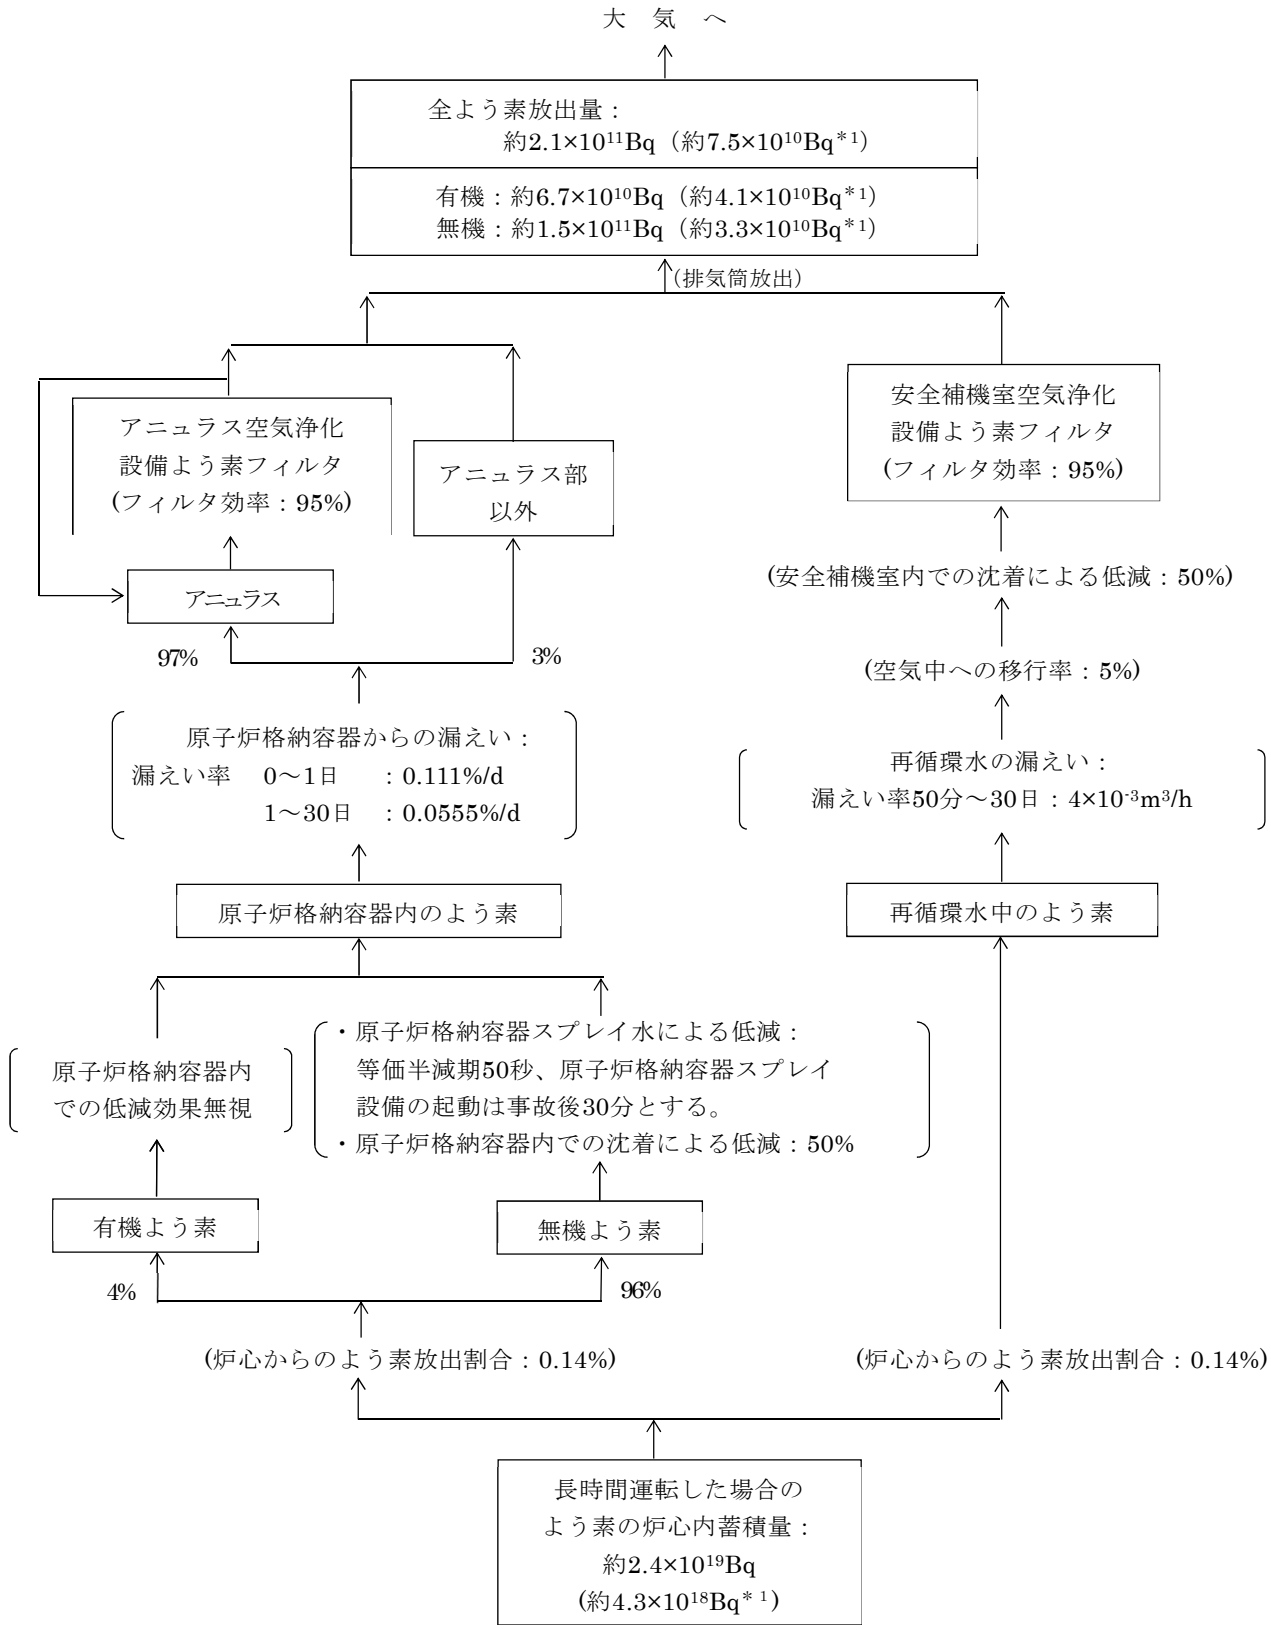 大 気 へ
全よう素放出量：
約2.1×10¹¹Bq（約7.5×10¹⁰Bq＊¹）
有機：約6.7×10¹⁰Bq（約4.1×10¹⁰Bq＊¹）
無機：約1.5×10¹¹Bq（約3.3×10¹⁰Bq＊¹）
(排気筒放出)
アニュラス空気浄化
設備よう素フィルタ
(フィルタ効率：95%)
アニュラス部
以外
安全補機室空気浄化
設備よう素フィルタ
(フィルタ効率：95%)
アニュラス
(安全補機室内での沈着による低減：50%)
97%
3%
(空気中への移行率：5%)
原子炉格納容器からの漏えい：
漏えい率 0～1日 ：0.111%/d
1～30日 ：0.0555%/d
再循環水の漏えい：
漏えい率50分～30日：4×10⁻³m³/h
原子炉格納容器内のよう素
再循環水中のよう素
原子炉格納容器内
での低減効果無視
・原子炉格納容器スプレイ水による低減：
等価半減期50秒、原子炉格納容器スプレイ
設備の起動は事故後30分とする。
・原子炉格納容器内での沈着による低減：50%
有機よう素
無機よう素
4%
96%
(炉心からのよう素放出割合：0.14%)
(炉心からのよう素放出割合：0.14%)
長時間運転した場合の
よう素の炉心内蓄積量：
約2.4×10¹⁹Bq
(約4.3×10¹⁸Bq＊¹)